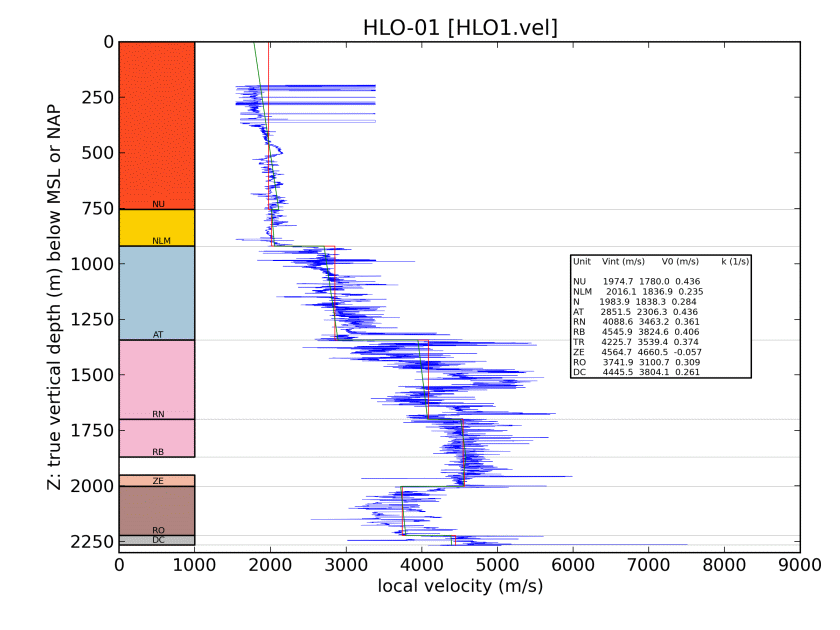 HLO-01 [HLO1.vel]
Z: true vertical depth (m) below MSL or NAP
0
250
500
750
1000
1250
1500
1750
2000
2250
NU
NLM
AT
RN
RB
ZE
RO
DC
Unit Vint (m/s) V0 (m/s) k (1/s)
NU 1974.7 1780.0 0.436
NLM 2016.1 1836.9 0.235
N 1983.9 1838.3 0.284
AT 2851.5 2306.3 0.436
RN 4088.6 3463.2 0.361
RB 4545.9 3824.6 0.406
TR 4225.7 3539.4 0.374
ZE 4564.7 4660.5 -0.057
RO 3741.9 3100.7 0.309
DC 4445.5 3804.1 0.261
0 1000 2000 3000 4000 5000 6000 7000 8000 9000
local velocity (m/s)